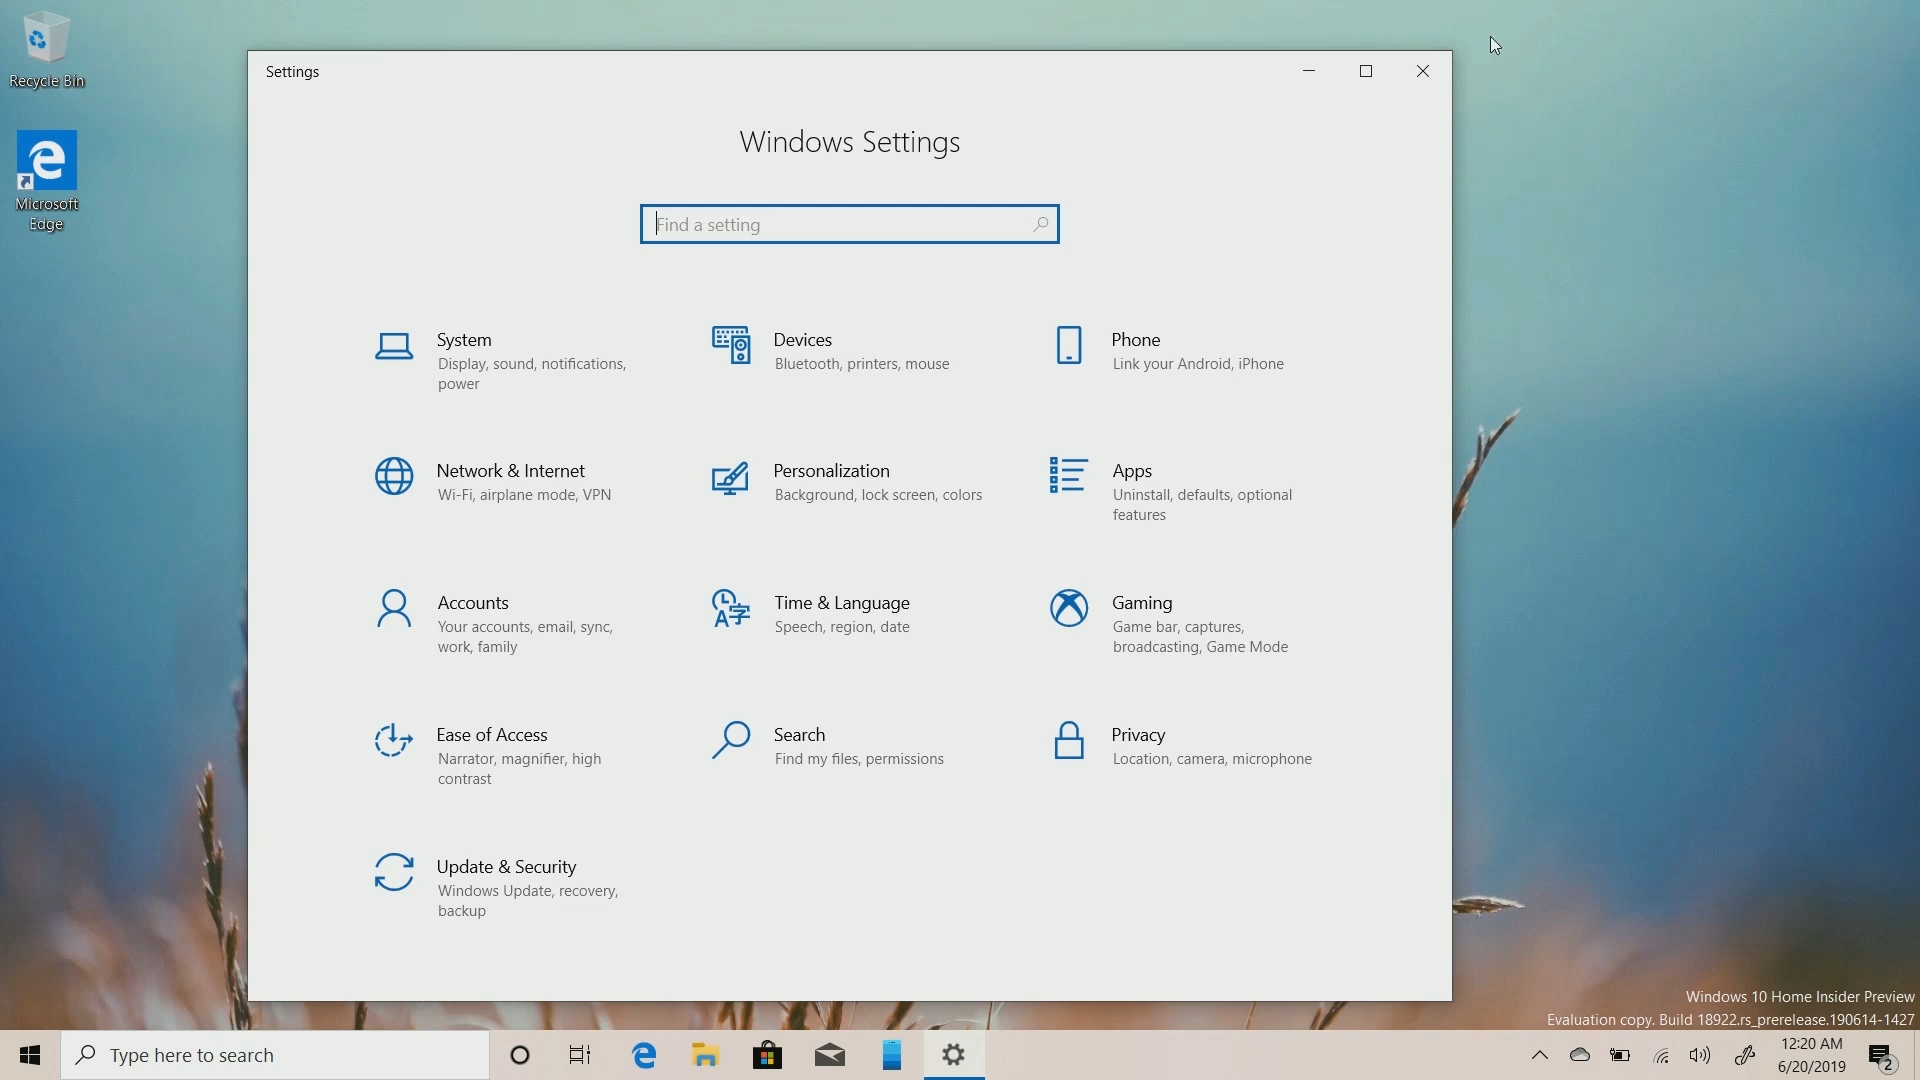 Recycle Bin
Microsoft
Edge
Settings
Windows Settings
Find a setting
System
Display, sound, notifications,
power
Devices
Bluetooth, printers, mouse
Phone
Link your Android, iPhone
Network & Internet
Wi-Fi, airplane mode, VPN
Personalization
Background, lock screen, colors
Apps
Uninstall, defaults, optional
features
Accounts
Your accounts, email, sync,
work, family
Time & Language
Speech, region, date
Gaming
Game bar, captures,
broadcasting, Game Mode
Ease of Access
Narrator, magnifier, high
contrast
Search
Find my files, permissions
Privacy
Location, camera, microphone
Update & Security
Windows Update, recovery,
backup
Windows 10 Home Insider Preview
Evaluation copy. Build 18922.rs_prerelease.190614-1427
Type here to search
12:20 AM
6/20/2019
2